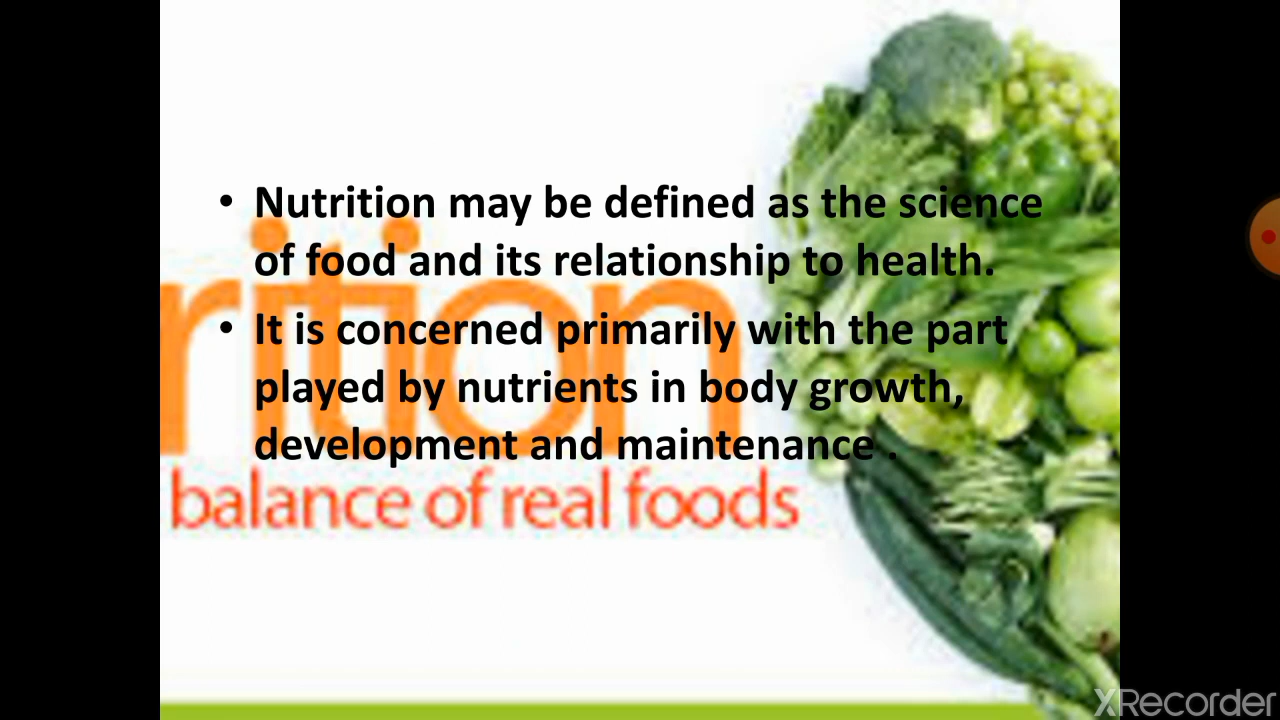 • Nutrition may be defined as the science
of food and its relationship to health.
• It is concerned primarily with the part
played by nutrients in body growth,
development and maintenance .
rition
balance of real foods
XRecorder